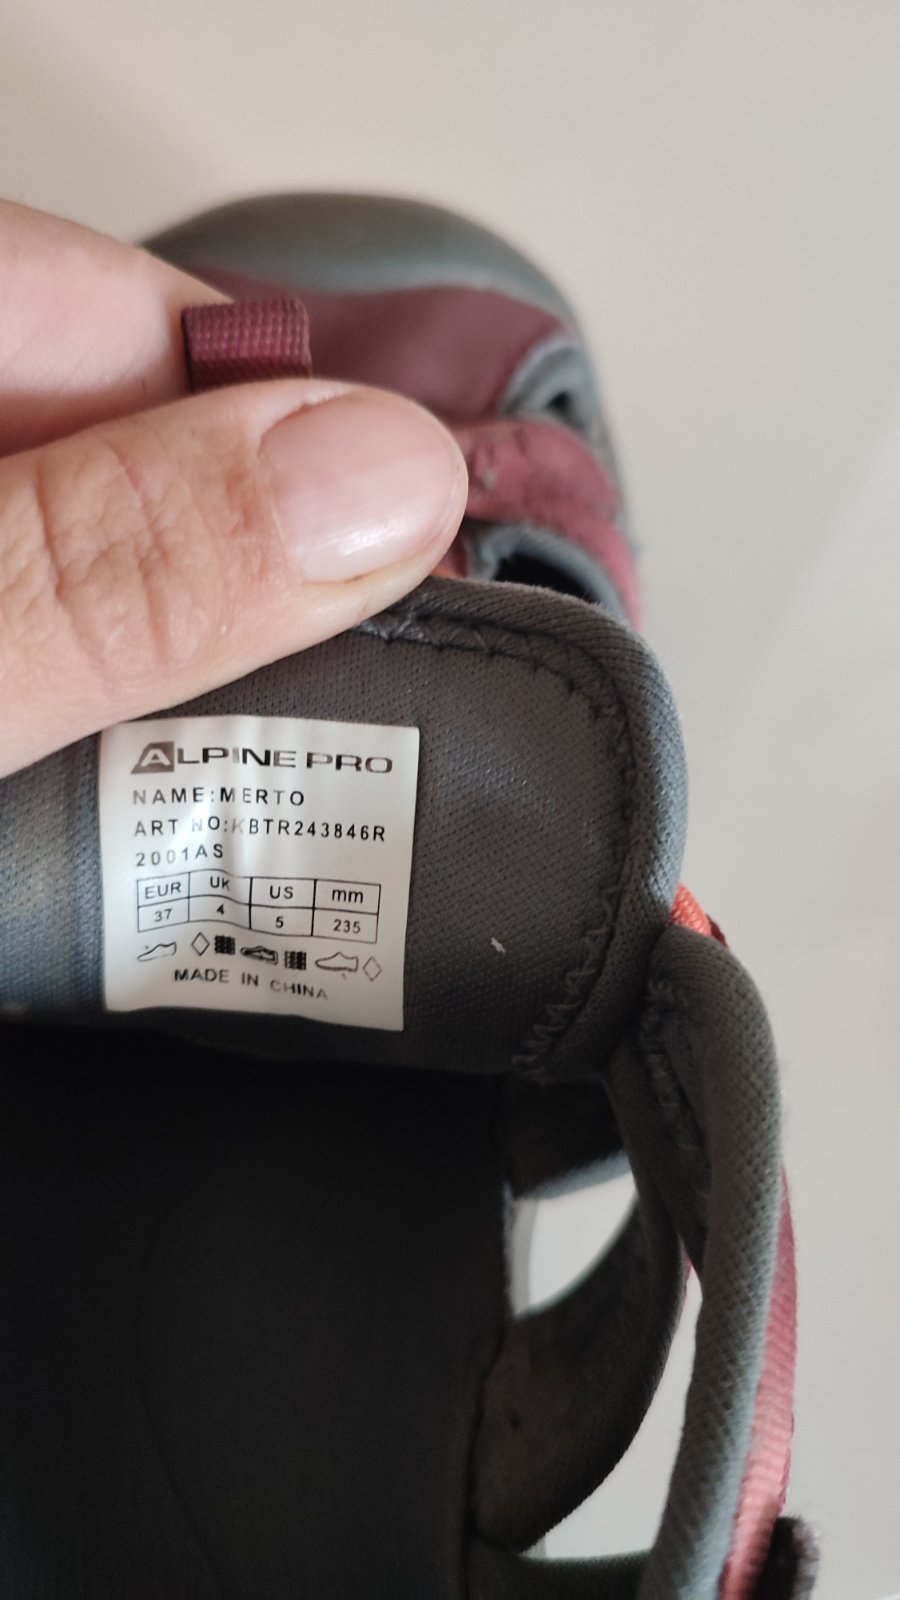 ALPINE PRO
NAME:MERTO
ART NO:KBTR243846R
2001AS
EUR UK US mm
37 4 5 235
MADE IN CHINA